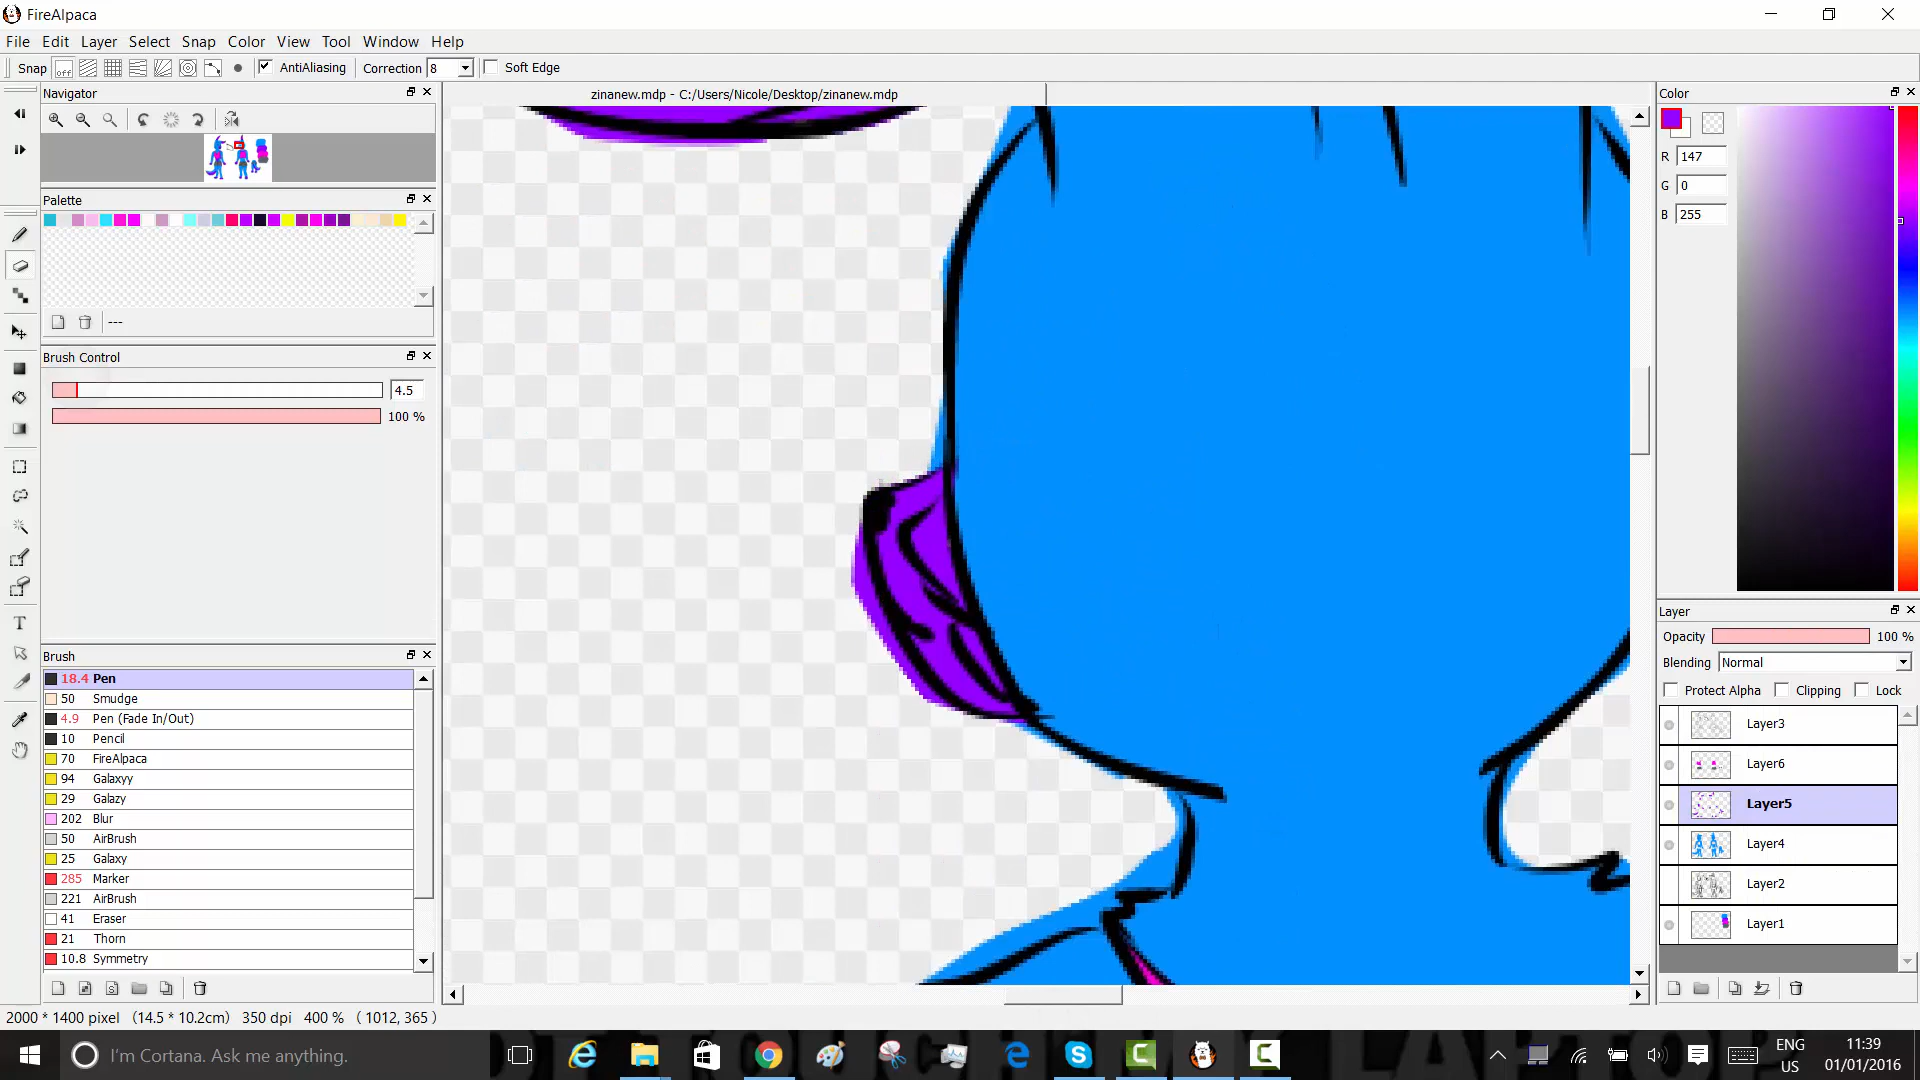 FireAlpaca
File Edit Layer Select Snap Color View Tool Window Help
Snap off AntiAliasing Correction 8 Soft Edge
Navigator
zinanew.mdp - C:/Users/Nicole/Desktop/zinanew.mdp
Color
R 147
G 0
B 255
Palette
---
Brush Control
4.5
100 %
Brush
18.4 Pen
50 Smudge
4.9 Pen (Fade In/Out)
10 Pencil
70 FireAlpaca
94 Galaxyy
29 Galazy
202 Blur
50 AirBrush
25 Galaxy
285 Marker
221 AirBrush
41 Eraser
21 Thorn
10.8 Symmetry
Layer
Opacity 100 %
Blending Normal
Protect Alpha Clipping Lock
Layer3
Layer6
Layer5
Layer4
Layer2
Layer1
2000 * 1400 pixel (14.5 * 10.2cm) 350 dpi 400 % ( 1012, 365 )
I'm Cortana. Ask me anything.
ENG
US
11:39
01/01/2016